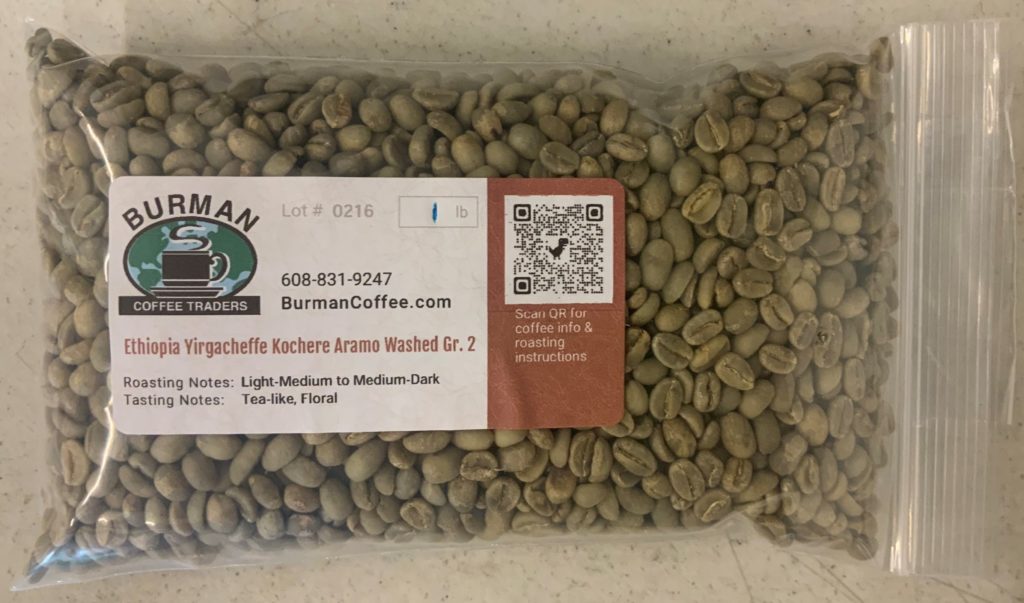 BURMAN
COFFEE TRADERS
Lot # 0216
1 lb
608-831-9247
BurmanCoffee.com
Ethiopia Yirgacheffe Kochere Aramo Washed Gr. 2
Roasting Notes: Light-Medium to Medium-Dark
Tasting Notes: Tea-like, Floral
Scan QR for
coffee info &
roasting
instructions